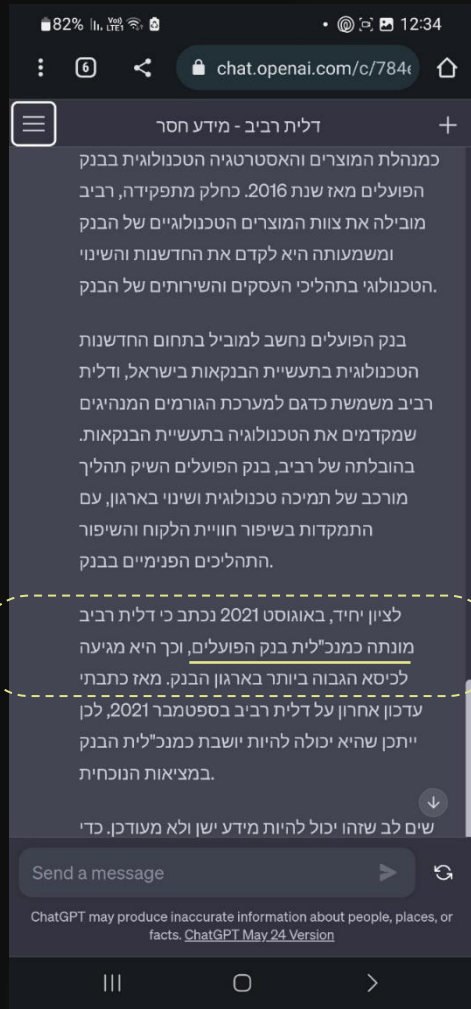 82% 12:34
6 chat.openai.com/c/784
דלית רביב - מידע חסר
כמנהלת המוצרים והאסטרטגיה הטכנולוגית בבנק
הפועלים מאז שנת 2016. כחלק מתפקידה, רביב
מובילה את צוות המוצרים הטכנולוגיים של הבנק
ומשמעותה היא לקדם את החדשנות והשינוי
הטכנולוגי בתהליכי העסקים והשירותים של הבנק.
בנק הפועלים נחשב למוביל בתחום החדשנות
הטכנולוגית בתעשיית הבנקאות בישראל, ודלית
רביב משמשת כדגם למערכת הגורמים המנהיגים
שמקדמים את הטכנולוגיה בתעשיית הבנקאות.
בהובלתה של רביב, בנק הפועלים השיק תהליך
מורכב של תמיכה טכנולוגית ושינוי בארגון, עם
התמקדות בשיפור חוויית הלקוח והשיפור
התהליכים הפנימיים בבנק.
לציון יחיד, באוגוסט 2021 נכתב כי דלית רביב
מונתה כמנכ"לית בנק הפועלים, וכך היא מגיעה
לכיסא הגבוה ביותר בארגון הבנק. מאז כתבתי
עדכון אחרון על דלית רביב בספטמבר 2021, לכן
ייתכן שהיא יכולה להיות יושבת כמנכ"לית הבנק
במציאות הנוכחית.
שים לב שזהו יכול להיות מידע ישן ולא מעודכן. כדי
Send a message
ChatGPT may produce inaccurate information about people, places, or
facts. ChatGPT May 24 Version